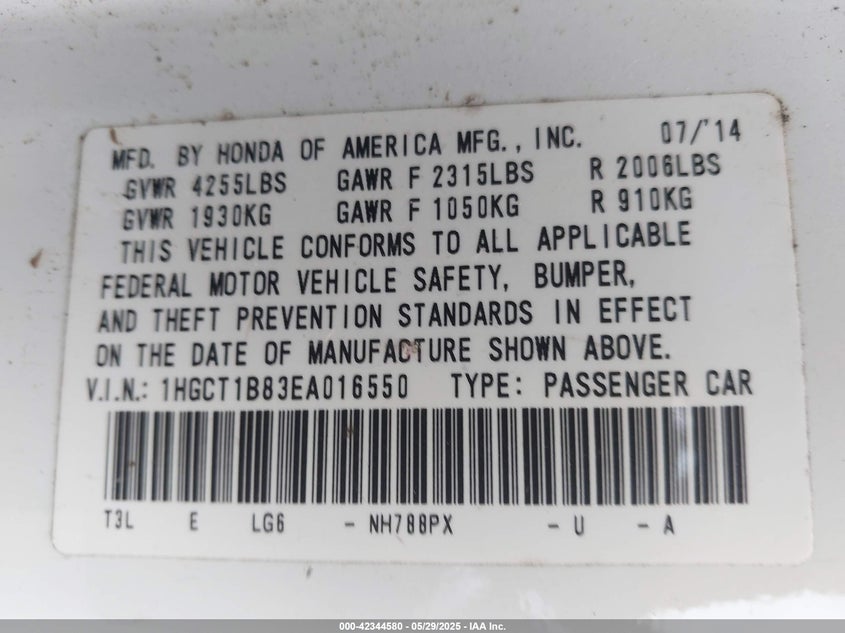 MFD. BY HONDA OF AMERICA MFG., INC. 07/'14
GVWR 4255LBS GAWR F 2315LBS R 2006LBS
GVWR 1930KG GAWR F 1050KG R 910KG
THIS VEHICLE CONFORMS TO ALL APPLICABLE
FEDERAL MOTOR VEHICLE SAFETY, BUMPER,
AND THEFT PREVENTION STANDARDS IN EFFECT
ON THE DATE OF MANUFACTURE SHOWN ABOVE.
V.I.N.: 1HGCT1B83EA016550 TYPE: PASSENGER CAR
T3L E LG6 - NH788PX - U - A
000-42344580 - 05/29/2025 - IAA Inc.